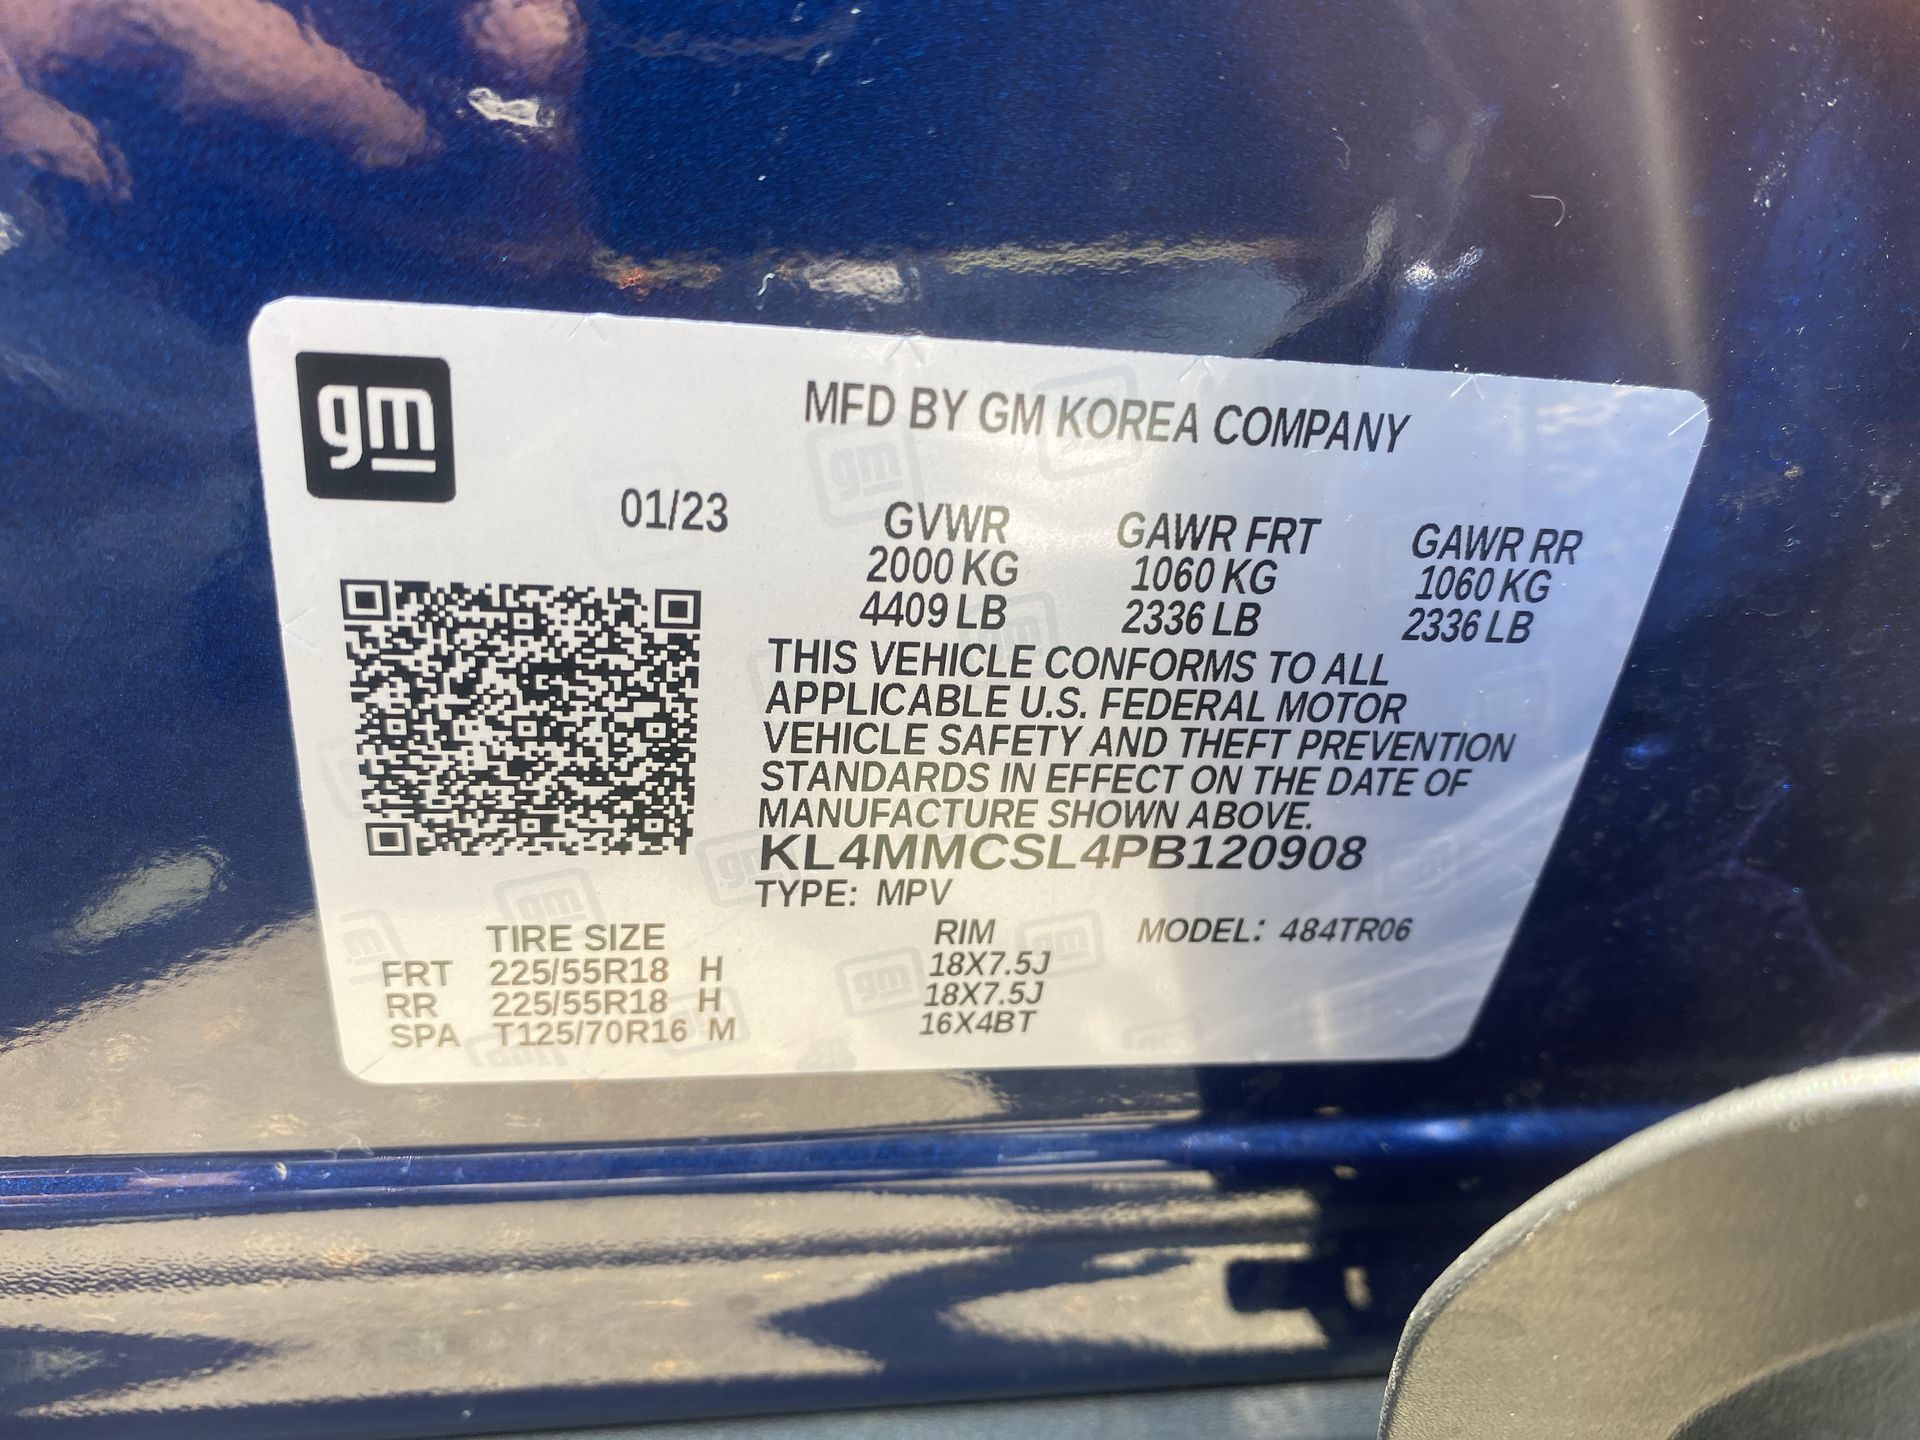 gm
MFD BY GM KOREA COMPANY
01/23
GVWR GAWR FRT GAWR RR
2000 KG 1060 KG 1060 KG
4409 LB 2336 LB 2336 LB
THIS VEHICLE CONFORMS TO ALL
APPLICABLE U.S. FEDERAL MOTOR
VEHICLE SAFETY AND THEFT PREVENTION
STANDARDS IN EFFECT ON THE DATE OF
MANUFACTURE SHOWN ABOVE.
KL4MMCSL4PB120908
TYPE: MPV
TIRE SIZE RIM MODEL: 484TR06
FRT 225/55R18 H 18X7.5J
RR 225/55R18 H 18X7.5J
SPA T125/70R16 M 16X4BT